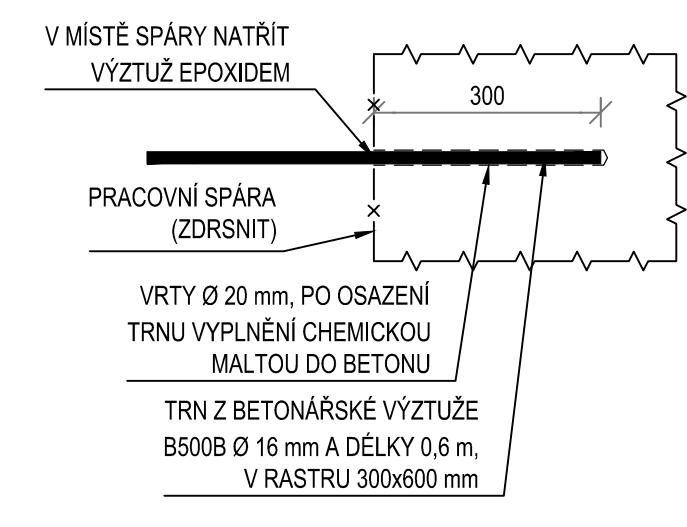 V MÍSTĚ SPÁRY NATŘÍT
VÝZTUŽ EPOXIDEM
300
PRACOVNÍ SPÁRA
(ZDRSNIT)
VRTY Ø 20 mm, PO OSAZENÍ
TRNU VYPLNĚNÍ CHEMICKOU
MALTOU DO BETONU
TRN Z BETONÁŘSKÉ VÝZTUŽE
B500B Ø 16 mm A DÉLKY 0,6 m,
V RASTRU 300x600 mm